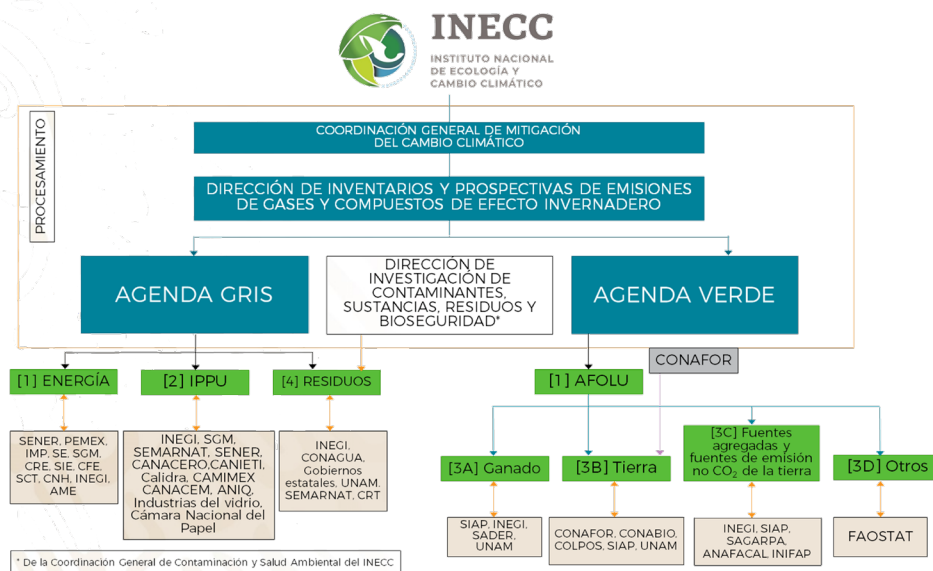 INECC
INSTITUTO NACIONAL
DE ECOLOGÍA Y
CAMBIO CLIMÁTICO
PROCESAMIENTO
COORDINACIÓN GENERAL DE MITIGACIÓN
DEL CAMBIO CLIMÁTICO
DIRECCIÓN DE INVENTARIOS Y PROSPECTIVAS DE EMISIONES
DE GASES Y COMPUESTOS DE EFECTO INVERNADERO
AGENDA GRIS
DIRECCIÓN DE
INVESTIGACIÓN DE
CONTAMINANTES,
SUSTANCIAS, RESIDUOS Y
BIOSEGURIDAD*
AGENDA VERDE
CONAFOR
[1] ENERGÍA
[2] IPPU
[4] RESIDUOS
[1] AFOLU
SENER, PEMEX,
IMP, SE, SGM,
CRE, SIE, CFE,
SCT, CNH, INEGI,
AME
INEGI, SGM,
SEMARNAT, SENER,
CANACERO,CANIETI,
Calidra, CAMIMEX
CANACEM, ANIQ,
Industrias del vidrio,
Cámara Nacional del
Papel
INEGI,
CONAGUA,
Gobiernos
estatales, UNAM,
SEMARNAT, CRT
[3A] Ganado
[3B] Tierra
[3C] Fuentes
agregadas y
fuentes de emisión
no CO₂ de la tierra
[3D] Otros
SIAP, INEGI,
SADER,
UNAM
CONAFOR, CONABIO,
COLPOS, SIAP, UNAM
INEGI, SIAP,
SAGARPA,
ANAFACAL INIFAP
FAOSTAT
* De la Coordinación General de Contaminación y Salud Ambiental del INECC